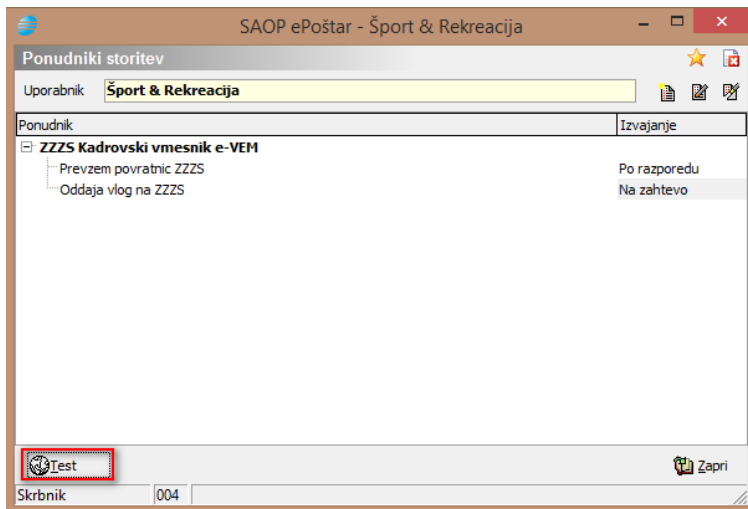 SAOP ePoštar - Šport & Rekreacija
Ponudniki storitev
Uporabnik Šport & Rekreacija
Ponudnik Izvajanje
ZZZS Kadrovski vmesnik e-VEM
Prevzem povratnic ZZZS Po razporedu
Oddaja vlog na ZZZS Na zahtevo
Test Zapri
Skrbnik 004